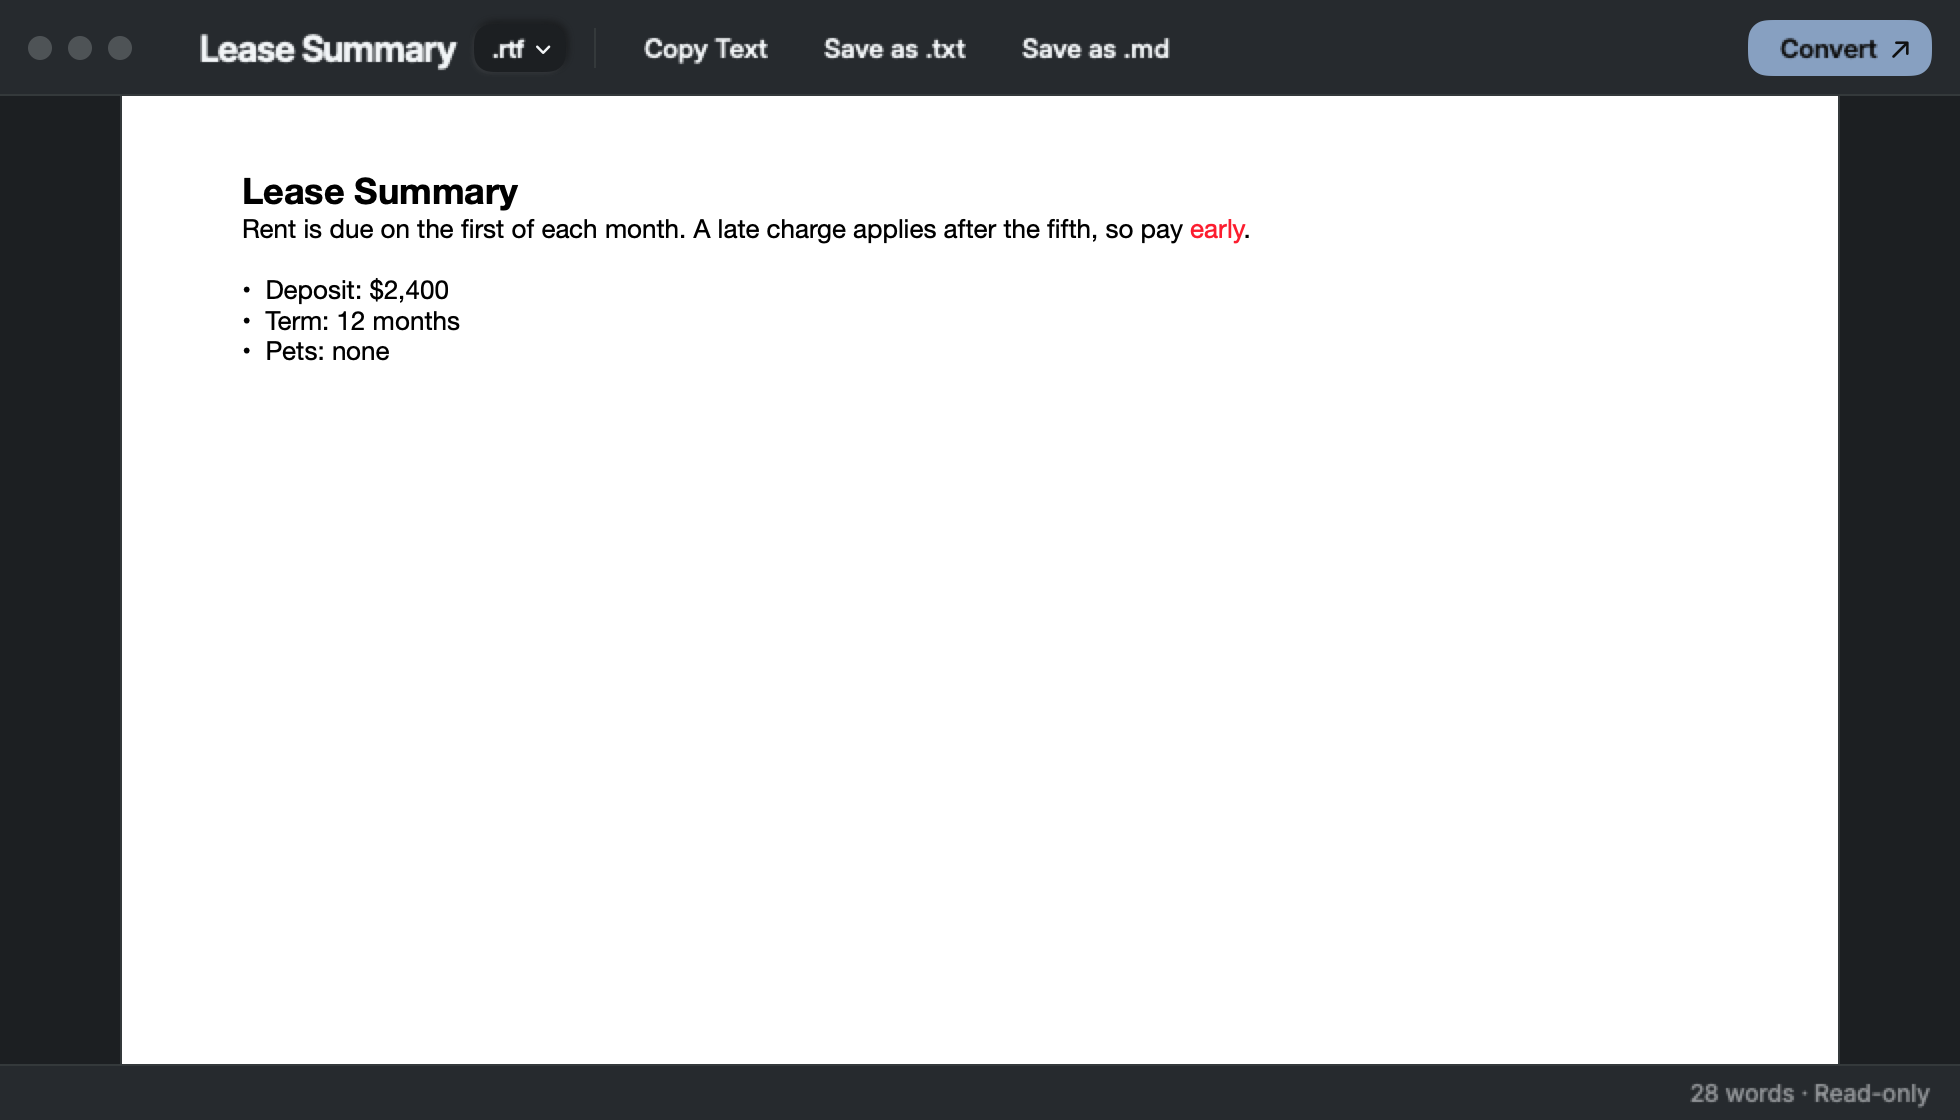 Lease Summary .rtf Copy Text Save as .txt Save as .md Convert
Lease Summary
Rent is due on the first of each month. A late charge applies after the fifth, so pay early.
• Deposit: $2,400
• Term: 12 months
• Pets: none
28 words · Read-only